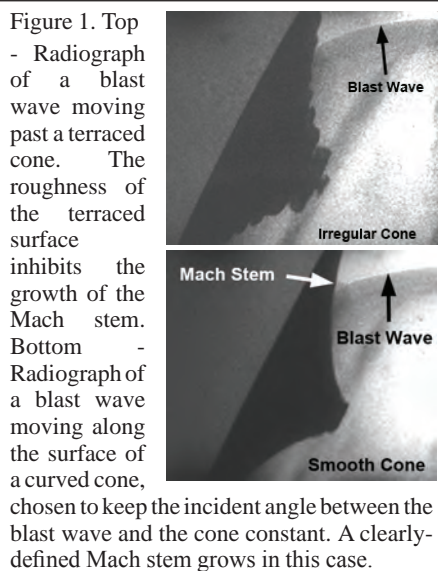 Figure 1. Top
- Radiograph
of a blast
wave moving
past a terraced
cone. The
roughness of
the terraced
surface
inhibits the
growth of the
Mach stem.
Bottom -
Radiograph of
a blast wave
moving along
the surface of
a curved cone,
chosen to keep the incident angle between the
blast wave and the cone constant. A clearly-
defined Mach stem grows in this case.
Blast Wave
Irregular Cone
Mach Stem
Blast Wave
Smooth Cone